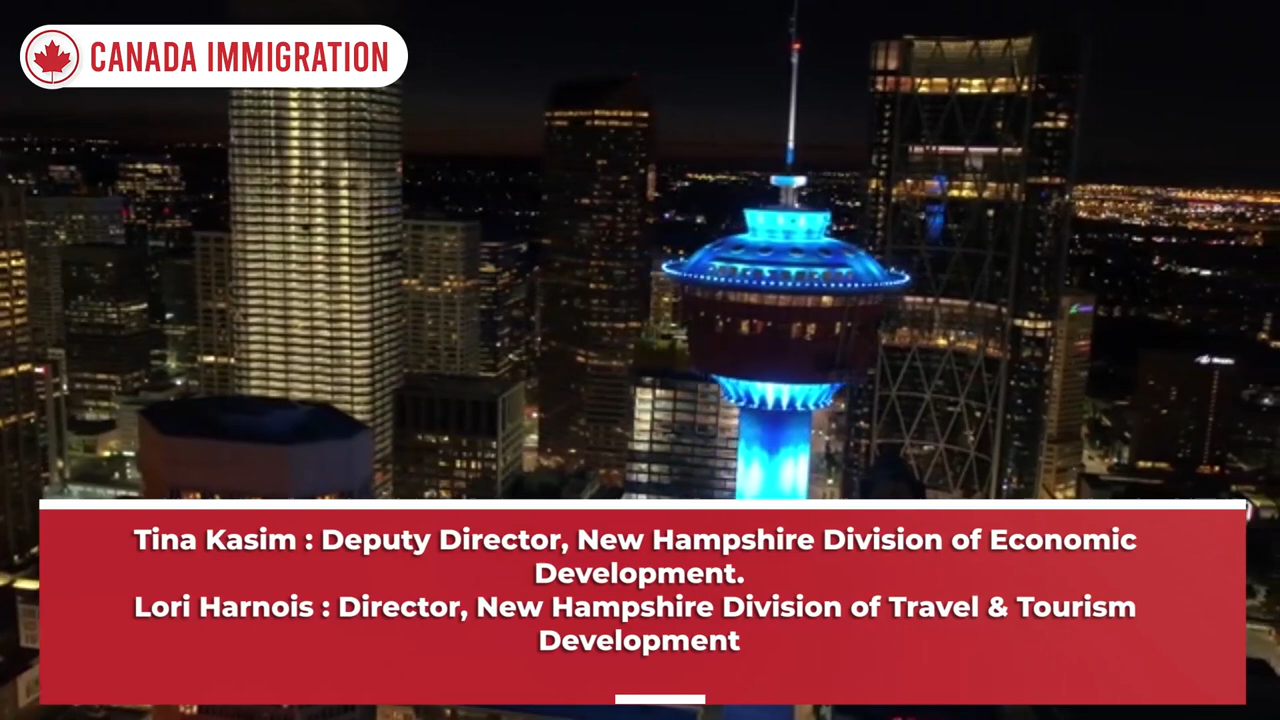 CANADA IMMIGRATION
Tina Kasim : Deputy Director, New Hampshire Division of Economic
Development.
Lori Harnois : Director, New Hampshire Division of Travel & Tourism
Development